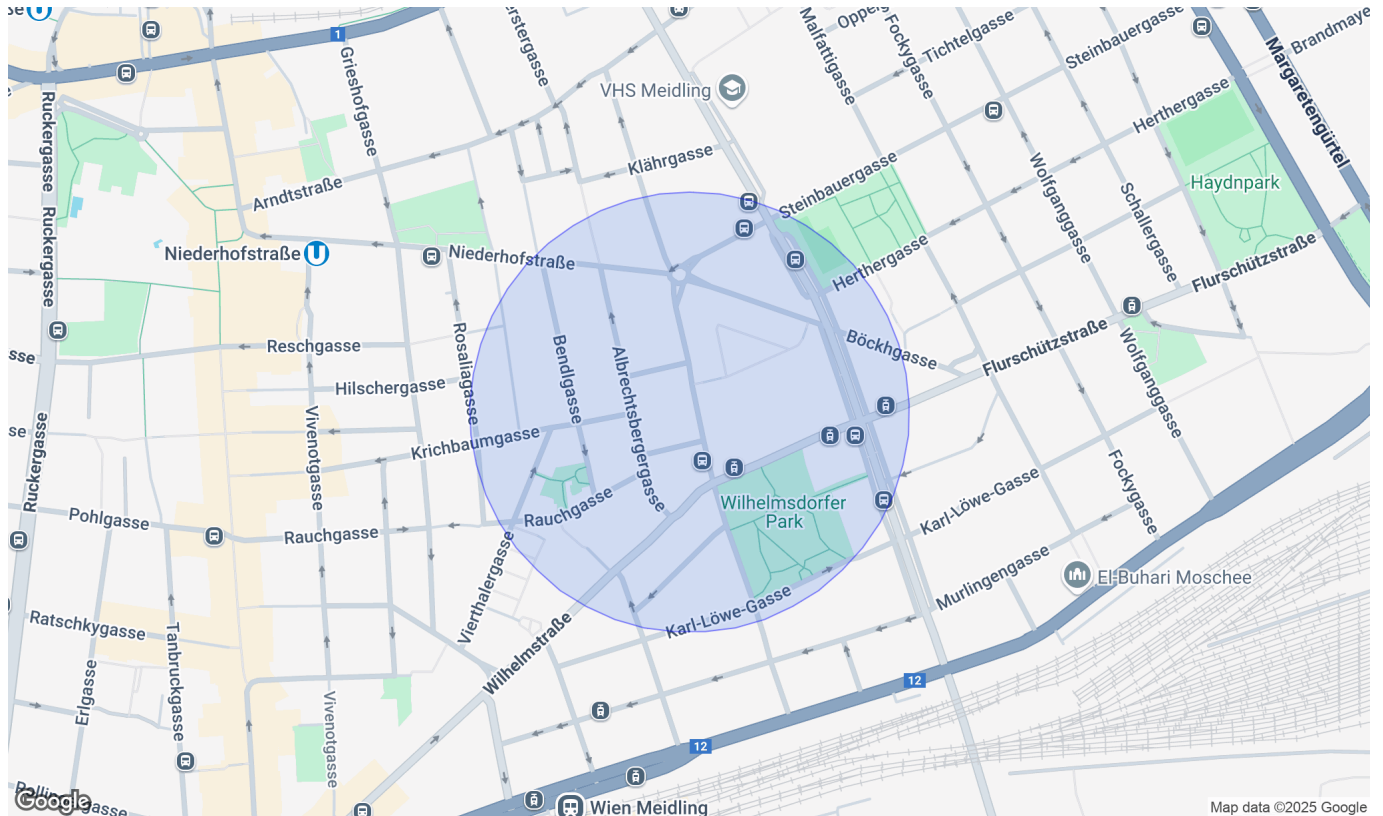 1
Grieshofgasse
Ruckergasse
Malfattigasse
Fockygasse
Tichtelgasse
Steinbauergasse
Margaretengürtel
VHS Meidling
Herthergasse
Klährgasse
Arndtstraße
Steinbauergasse
Wolfganggasse
Schallergasse
Haydnpark
Ruckergasse
Niederhofstraße
Niederhofstraße
Herthergasse
Flurschützstraße
Rosaliagasse
Reschgasse
Bendlgasse
Albrechtsbergergasse
Böckhgasse
Flurschützstraße
Wolfganggasse
Hilschergasse
Krichbaumgasse
Vivenotgasse
Ruckergasse
Fockygasse
Pohlgasse
Rauchgasse
Rauchgasse
Wilhelmsdorfer
Park
Karl-Löwe-Gasse
Vierthalergasse
El-Buhari Moschee
Murlingengasse
Karl-Löwe-Gasse
Ratschkygasse
Tanbruckgasse
Wilhelmstraße
Erlgasse
Vivenotgasse
12
12
Wien Meidling
Google
Map data ©2025 Google